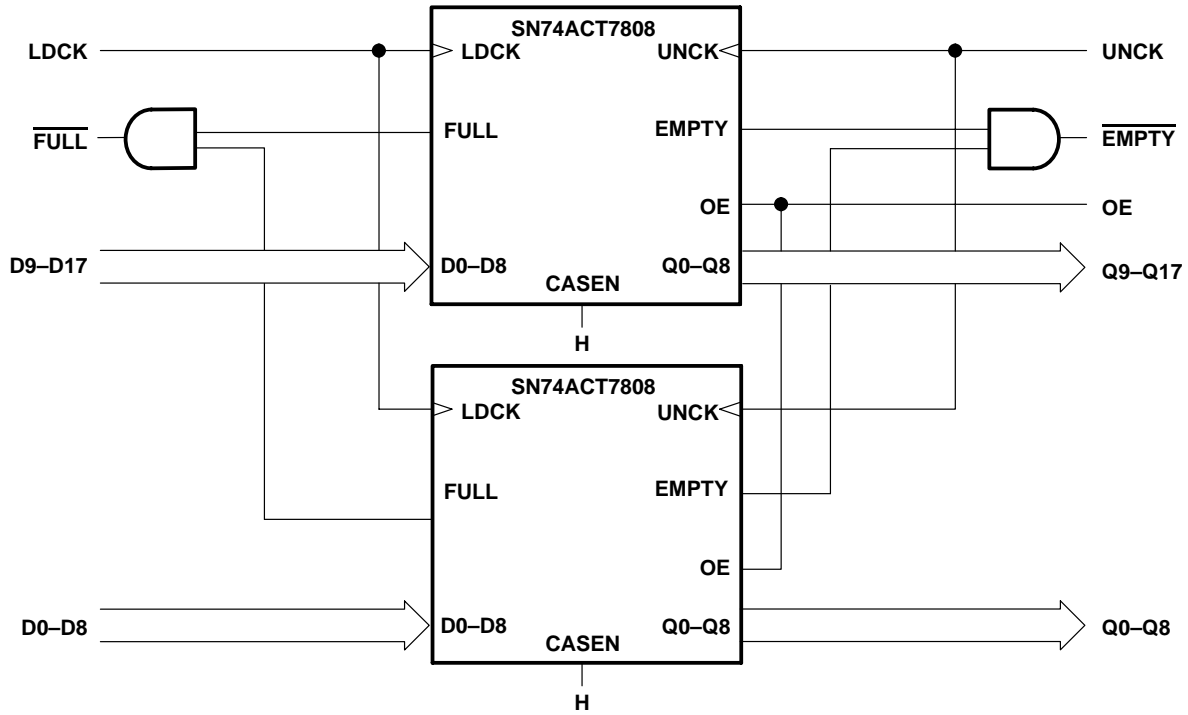 SN74ACT7808
LDCK
LDCK
UNCK
UNCK
FULL
FULL
EMPTY
EMPTY
OE
OE
D9–D17
D0–D8
Q0–Q8
Q9–Q17
CASEN
H
SN74ACT7808
LDCK
UNCK
FULL
EMPTY
OE
D0–D8
D0–D8
Q0–Q8
Q0–Q8
CASEN
H